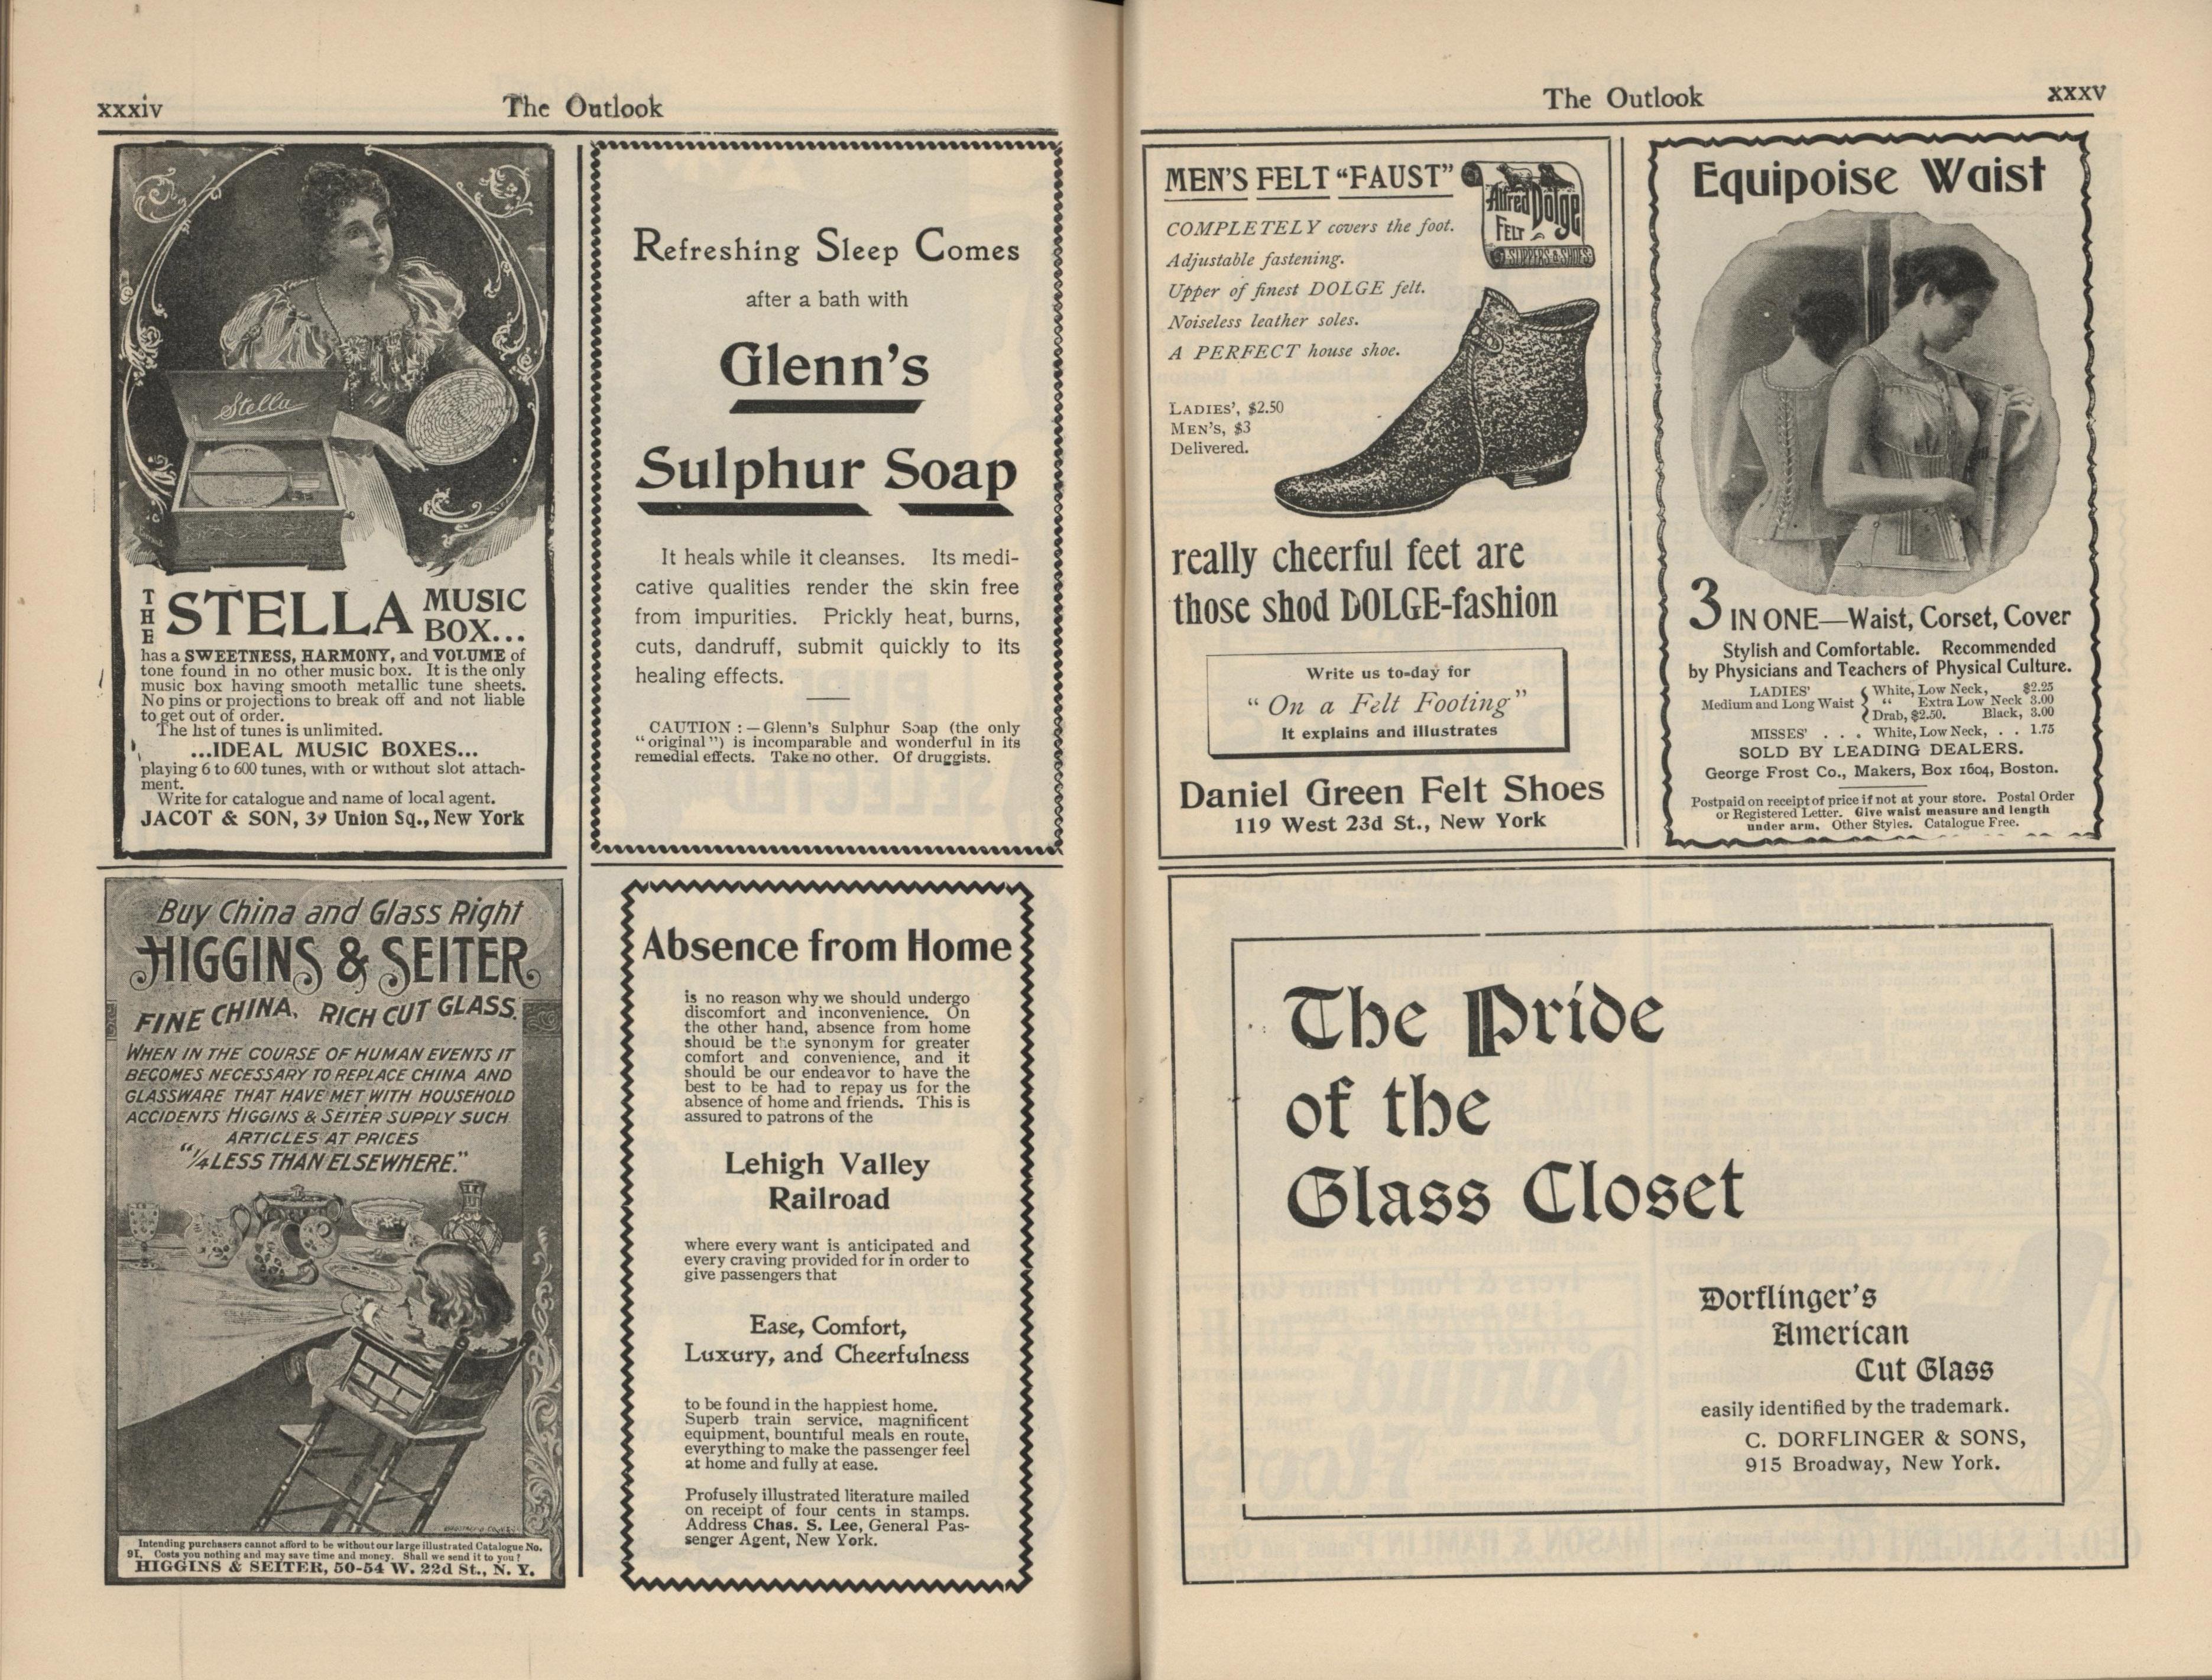 xxxiv
The Outlook
Stella
THE STELLA MUSIC BOX...
has a SWEETNESS, HARMONY, and VOLUME of
tone found in no other music box. It is the only
music box having smooth metallic tune sheets.
No pins or projections to break off and not liable
to get out of order.
The list of tunes is unlimited.
...IDEAL MUSIC BOXES...
playing 6 to 600 tunes, with or without slot attach-
ment.
Write for catalogue and name of local agent.
JACOT & SON, 39 Union Sq., New York
Refreshing Sleep Comes
after a bath with
Glenn's
Sulphur Soap
It heals while it cleanses. Its medi-
cative qualities render the skin free
from impurities. Prickly heat, burns,
cuts, dandruff, submit quickly to its
healing effects.
CAUTION :—Glenn's Sulphur Soap (the only
"original") is incomparable and wonderful in its
remedial effects. Take no other. Of druggists.
Buy China and Glass Right
HIGGINS & SEITER
FINE CHINA, RICH CUT GLASS.
WHEN IN THE COURSE OF HUMAN EVENTS IT
BECOMES NECESSARY TO REPLACE CHINA AND
GLASSWARE THAT HAVE MET WITH HOUSEHOLD
ACCIDENTS HIGGINS & SEITER SUPPLY SUCH
ARTICLES AT PRICES
"¼ LESS THAN ELSEWHERE."
Intending purchasers cannot afford to be without our large illustrated Catalogue No.
91. Costs you nothing and may save time and money. Shall we send it to you?
HIGGINS & SEITER, 50-54 W. 22d St., N. Y.
Absence from Home
is no reason why we should undergo
discomfort and inconvenience. On
the other hand, absence from home
should be the synonym for greater
comfort and convenience, and it
should be our endeavor to have the
best to be had to repay us for the
absence of home and friends. This is
assured to patrons of the
Lehigh Valley
Railroad
where every want is anticipated and
every craving provided for in order to
give passengers that
Ease, Comfort,
Luxury, and Cheerfulness
to be found in the happiest home.
Superb train service, magnificent
equipment, bountiful meals en route,
everything to make the passenger feel
at home and fully at ease.
Profusely illustrated literature mailed
on receipt of four cents in stamps.
Address Chas. S. Lee, General Pas-
senger Agent, New York.
The Outlook
xxxv
MEN'S FELT "FAUST"
Alfred Dolge
FELT
SLIPPERS & SHOES
COMPLETELY covers the foot.
Adjustable fastening.
Upper of finest DOLGE felt.
Noiseless leather soles.
A PERFECT house shoe.
LADIES', $2.50
MEN'S, $3
Delivered.
really cheerful feet are
those shod DOLGE-fashion
Write us to-day for
"On a Felt Footing"
It explains and illustrates
Daniel Green Felt Shoes
119 West 23d St., New York
Equipoise Waist
3 IN ONE—Waist, Corset, Cover
Stylish and Comfortable. Recommended
by Physicians and Teachers of Physical Culture.
LADIES' White, Low Neck, $2.25
Medium and Long Waist " Extra Low Neck 3.00
Drab, $2.50. Black, 3.00
MISSES' . . . White, Low Neck, . . 1.75
SOLD BY LEADING DEALERS.
George Frost Co., Makers, Box 1604, Boston.
Postpaid on receipt of price if not at your store. Postal Order
or Registered Letter. Give waist measure and length
under arm. Other Styles. Catalogue Free.
The Pride
of the
Glass Closet
Dorflinger's
American
Cut Glass
easily identified by the trademark.
C. DORFLINGER & SONS,
915 Broadway, New York.